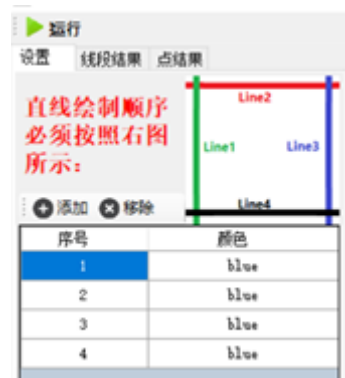 运行
设置 线段结果 点结果
直线绘制顺序
必须按照右图
所示：
Line2
Line1
Line3
Line4
添加 移除
序号 颜色
1 blue
2 blue
3 blue
4 blue